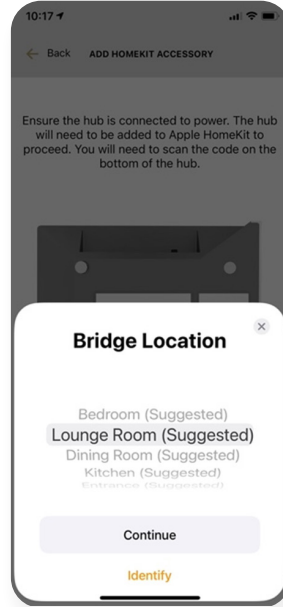 10:17
Back ADD HOMEKIT ACCESSORY
Ensure the hub is connected to power. The hub
will need to be added to Apple HomeKit to
proceed. You will need to scan the code on the
bottom of the hub.
Bridge Location
Bedroom (Suggested)
Lounge Room (Suggested)
Dining Room (Suggested)
Kitchen (Suggested)
Entrance (Suggested)
Continue
Identify